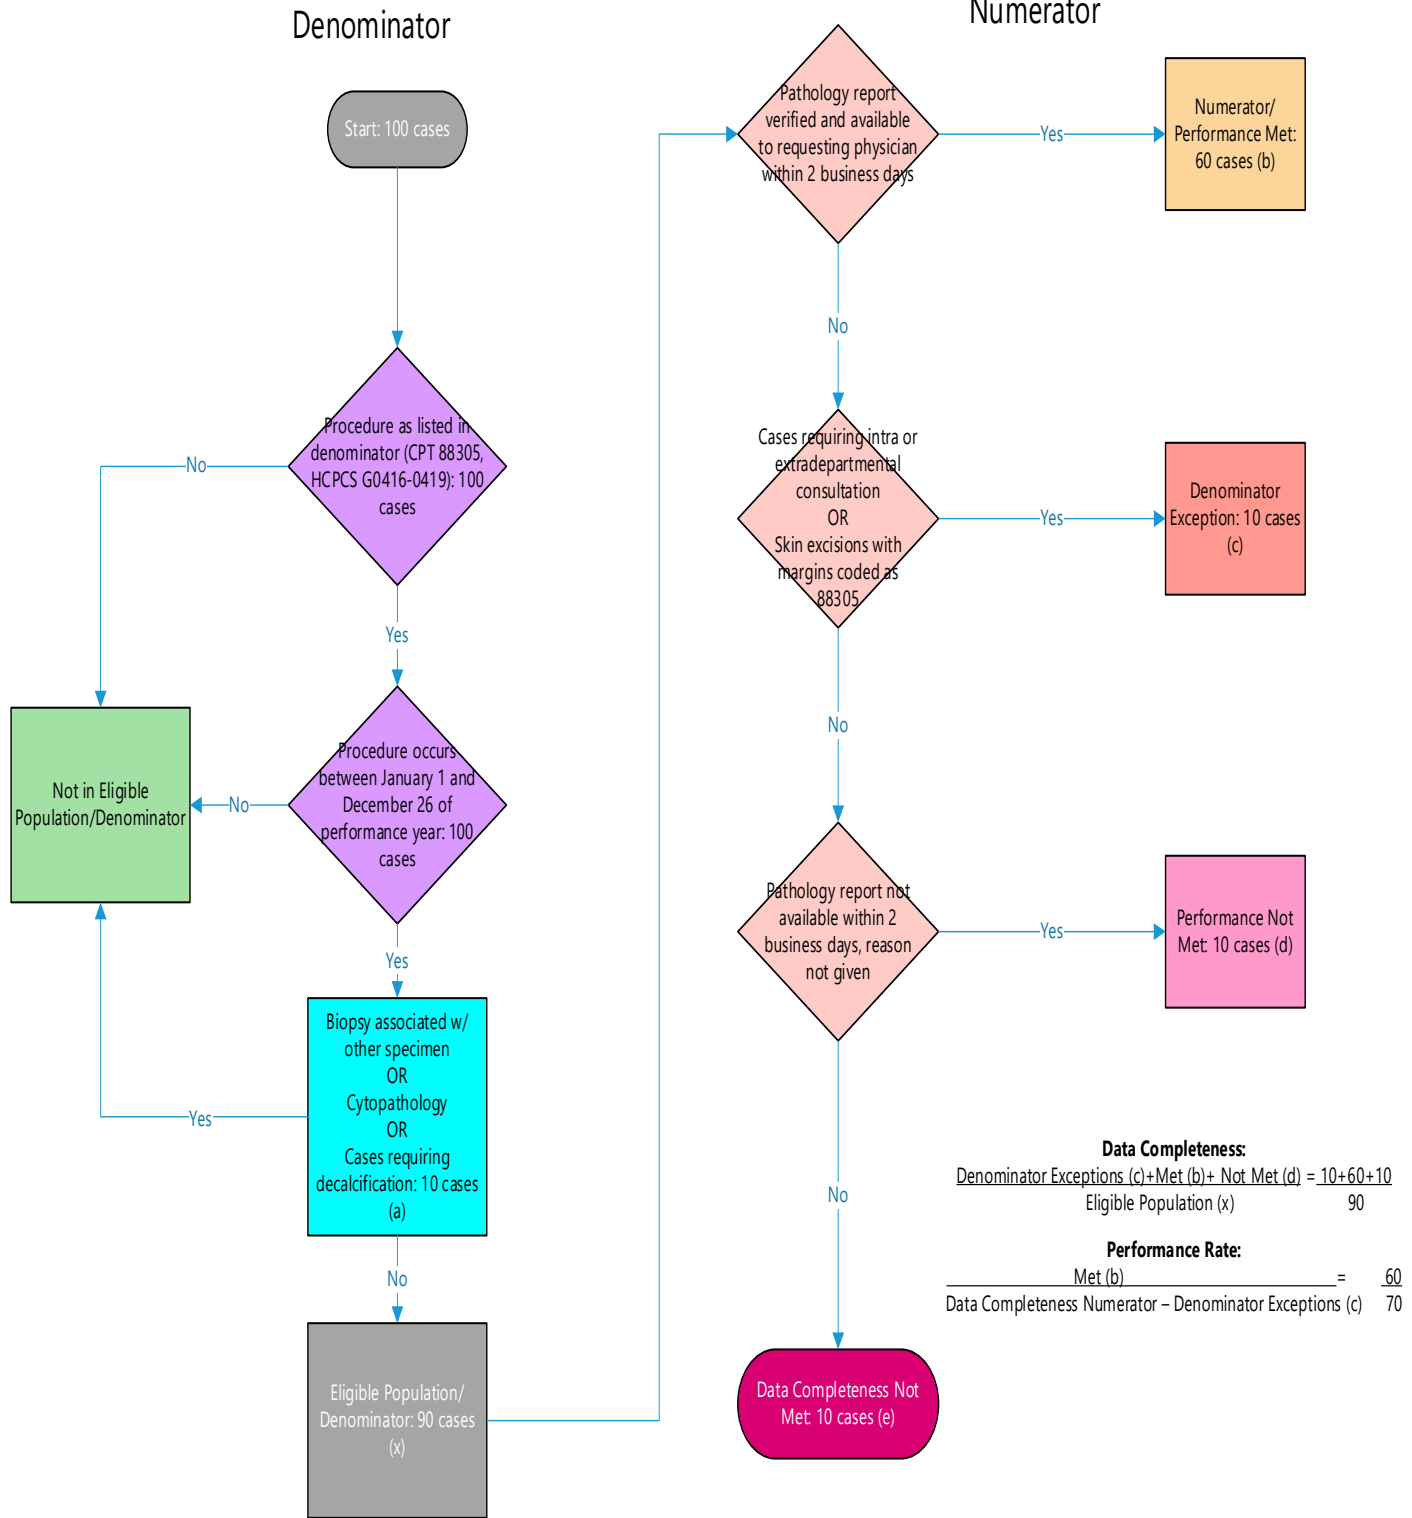 Denominator
Start: 100 cases
Procedure as listed in
denominator (CPT 88305,
HCPCS G0416-0419): 100
cases
No
Yes
Procedure occurs
between January 1 and
December 26 of
performance year: 100
cases
No
Not in Eligible
Population/Denominator
Yes
Biopsy associated w/
other specimen
OR
Cytopathology
OR
Cases requiring
decalcification: 10 cases
(a)
Yes
No
Eligible Population/
Denominator: 90 cases
(x)
Numerator
Pathology report
verified and available
to requesting physician
within 2 business days
Yes
Numerator/
Performance Met:
60 cases (b)
No
Cases requiring intra or
extradepartmental
consultation
OR
Skin excisions with
margins coded as
88305
Yes
Denominator
Exception: 10 cases
(c)
No
Pathology report not
available within 2
business days, reason
not given
Yes
Performance Not
Met: 10 cases (d)
No
Data Completeness Not
Met: 10 cases (e)
Data Completeness:
Denominator Exceptions (c)+Met (b)+ Not Met (d) = 10+60+10
Eligible Population (x) 90
Performance Rate:
Met (b) = 60
Data Completeness Numerator – Denominator Exceptions (c) 70